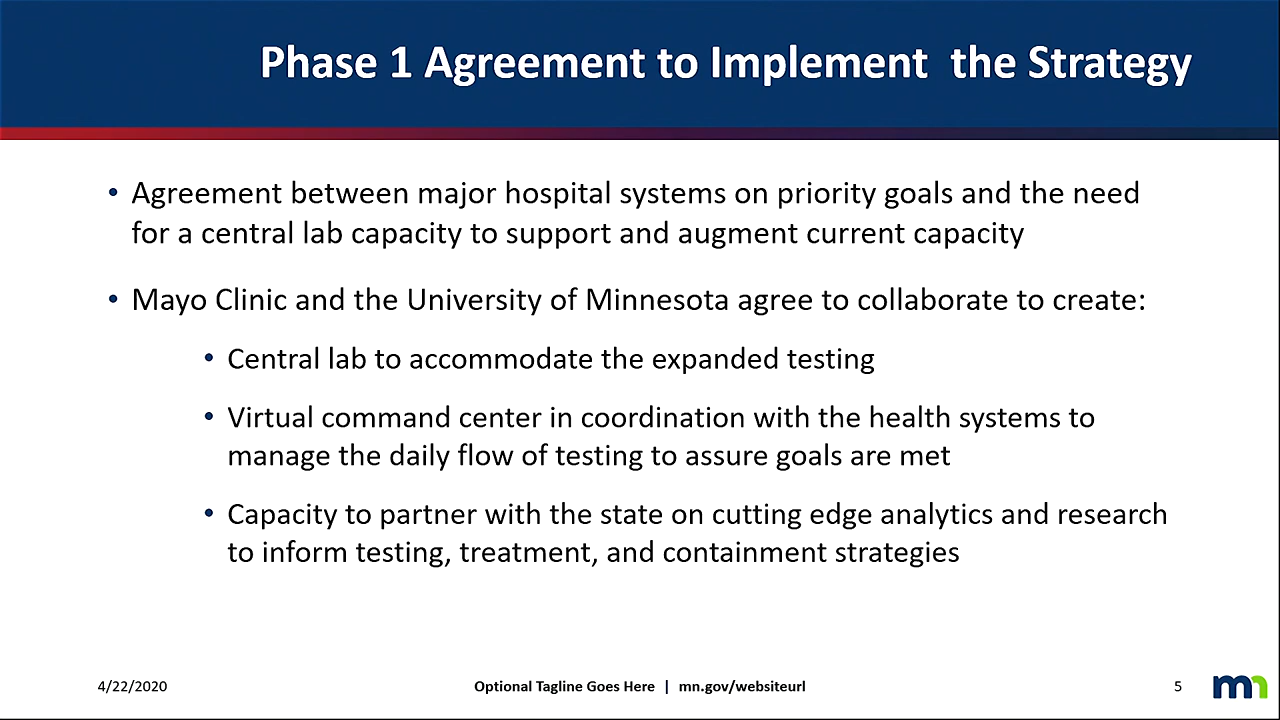 Phase 1 Agreement to Implement  the Strategy
• Agreement between major hospital systems on priority goals and the need
for a central lab capacity to support and augment current capacity
• Mayo Clinic and the University of Minnesota agree to collaborate to create:
• Central lab to accommodate the expanded testing
• Virtual command center in coordination with the health systems to
manage the daily flow of testing to assure goals are met
• Capacity to partner with the state on cutting edge analytics and research
to inform testing, treatment, and containment strategies
4/22/2020
Optional Tagline Goes Here | mn.gov/websiteurl
5
mn